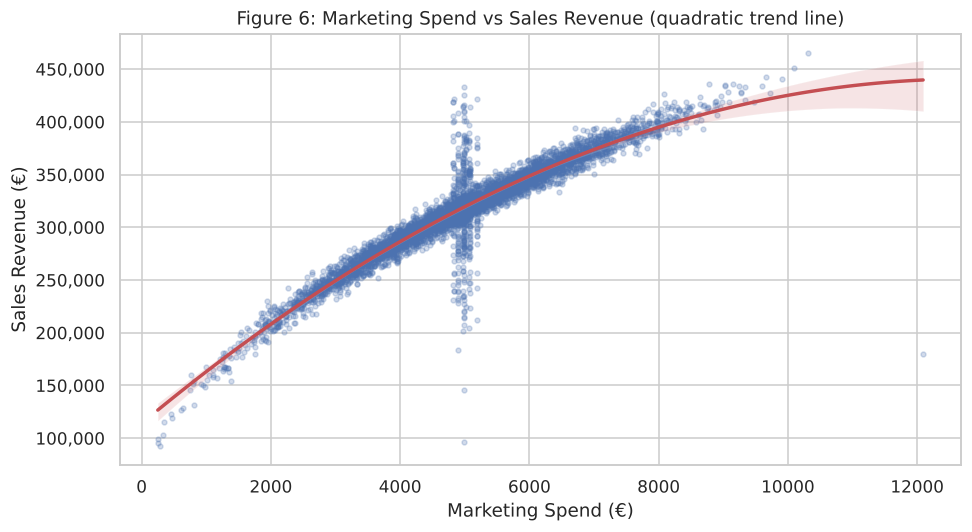 Figure 6: Marketing Spend vs Sales Revenue (quadratic trend line)
Sales Revenue (€)
450,000
400,000
350,000
300,000
250,000
200,000
150,000
100,000
0 2000 4000 6000 8000 10000 12000
Marketing Spend (€)